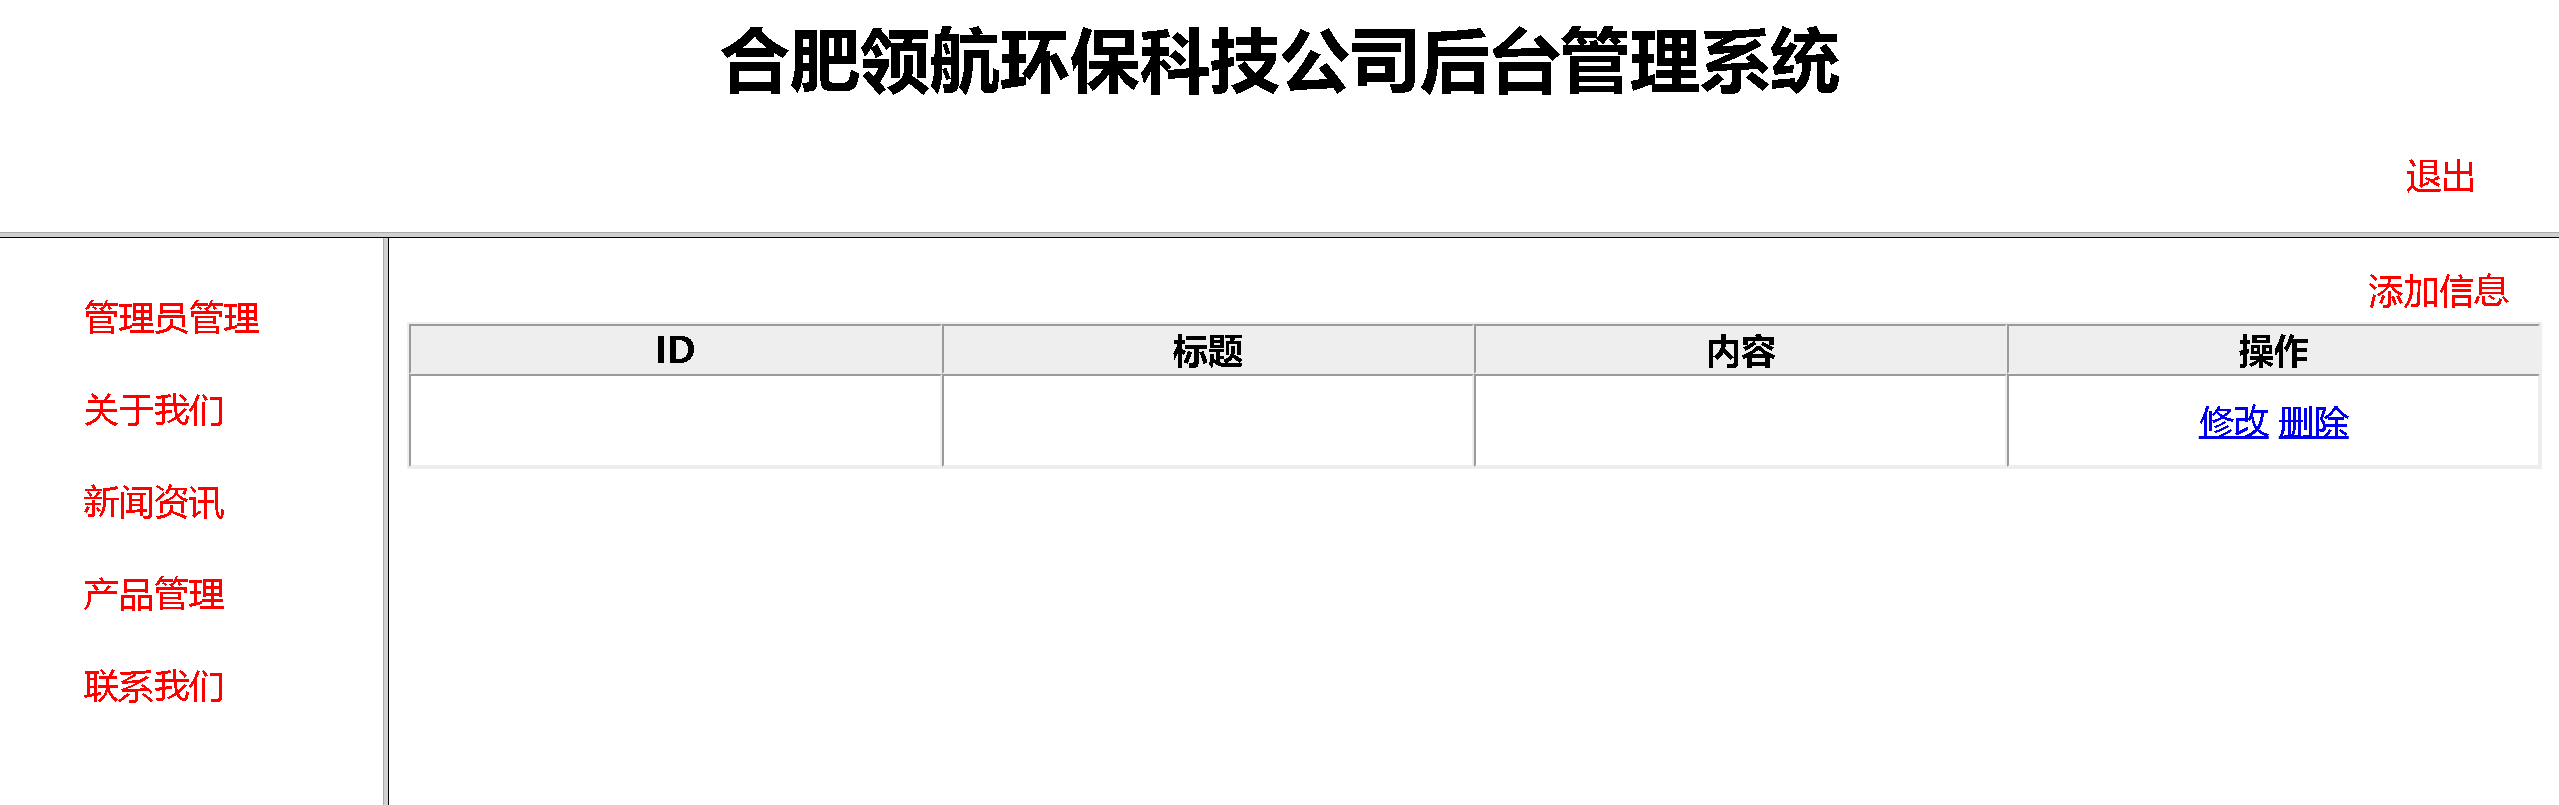 合肥领航环保科技公司后台管理系统
退出
管理员管理
关于我们
新闻资讯
产品管理
联系我们
添加信息
ID 标题 内容 操作
修改 删除